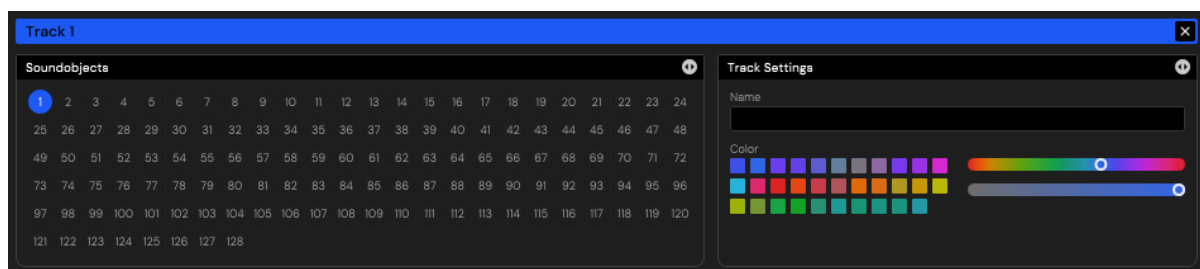 Track 1
Soundobjects
1 2 3 4 5 6 7 8 9 10 11 12 13 14 15 16 17 18 19 20 21 22 23 24
25 26 27 28 29 30 31 32 33 34 35 36 37 38 39 40 41 42 43 44 45 46 47 48
49 50 51 52 53 54 55 56 57 58 59 60 61 62 63 64 65 66 67 68 69 70 71 72
73 74 75 76 77 78 79 80 81 82 83 84 85 86 87 88 89 90 91 92 93 94 95 96
97 98 99 100 101 102 103 104 105 106 107 108 109 110 111 112 113 114 115 116 117 118 119 120
121 122 123 124 125 126 127 128
Track Settings
Name
Color